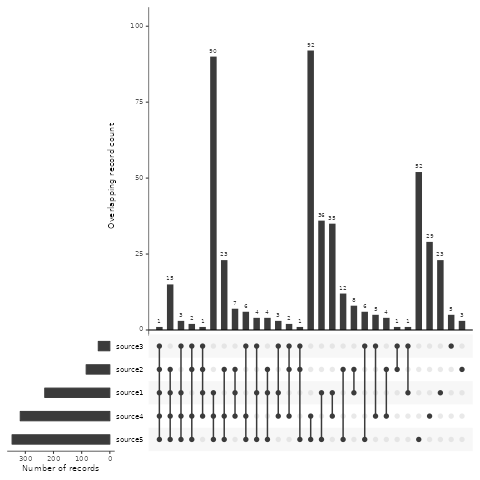 100
75
50
25
0
Overlapping record count
1 15 3 2 1 90 23 7 6 4 4 3 2 1 92 36 35 12 8 6 5 4 1 1 52 29 23 5 3
source3
source2
source1
source4
source5
300 200 100 0
Number of records